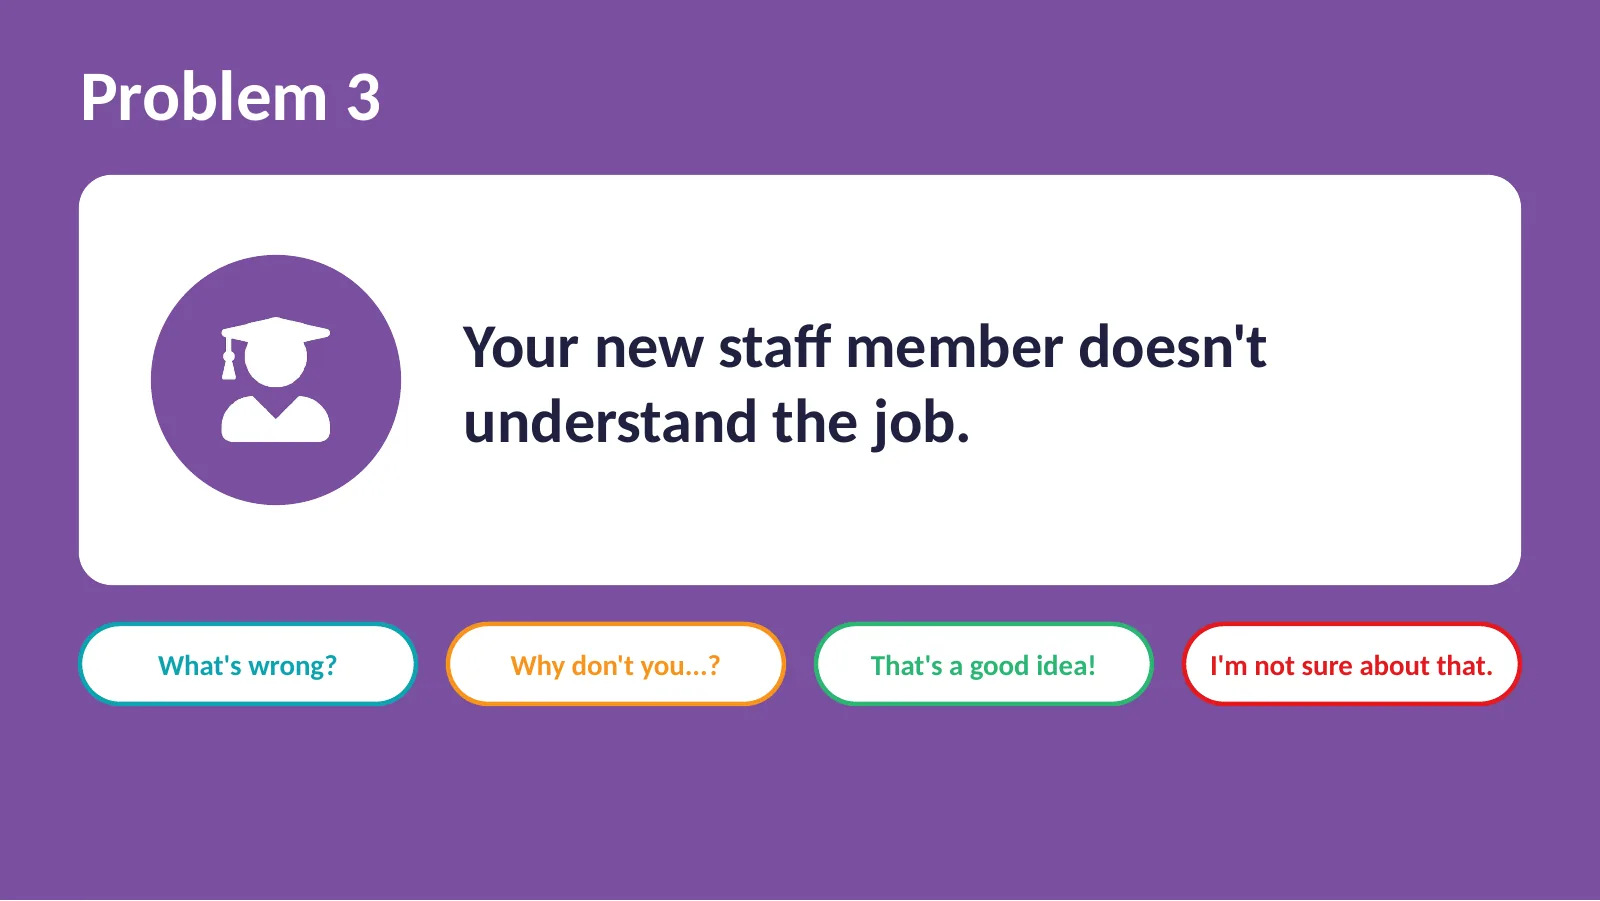 Problem 3
Your new staff member doesn't
understand the job.
What's wrong?
Why don't you...?
That's a good idea!
I'm not sure about that.